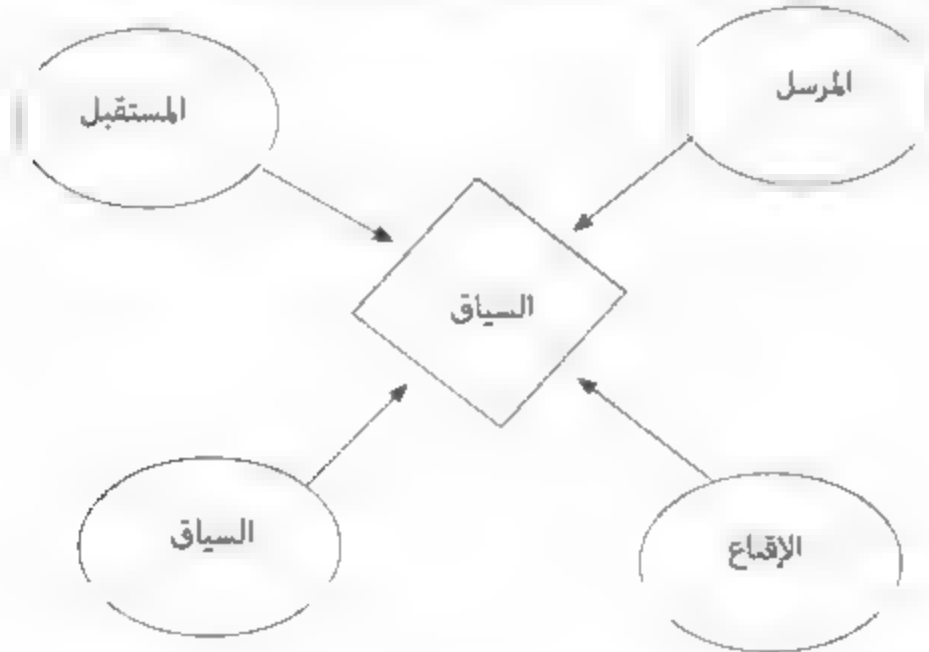 المرسل
المستقبل
السياق
الإقناع
السياق